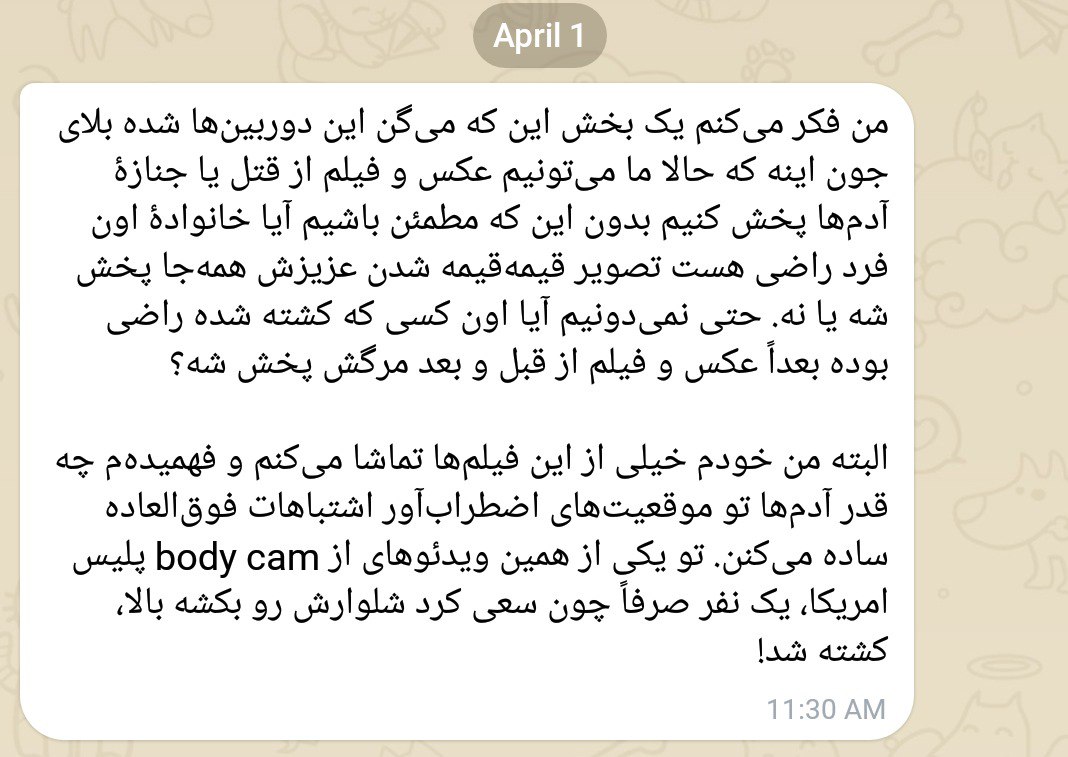 April 1
من فکر می‌کنم یک بخش این که می‌گن این دوربین‌ها شده بلای
جون اینه که حالا ما می‌تونیم عکس و فیلم از قتل یا جنازۀ
آدم‌ها پخش کنیم بدون این که مطمئن باشیم آیا خانوادۀ اون
فرد راضی هست تصویر قیمه‌قیمه شدن عزیزش همه‌جا پخش
شه یا نه. حتی نمی‌دونیم آیا اون کسی که کشته شده راضی
بوده بعداً عکس و فیلم از قبل و بعد مرگش پخش شه؟
البته من خودم خیلی از این فیلم‌ها تماشا می‌کنم و فهمیده‌م چه
قدر آدم‌ها تو موقعیت‌های اضطراب‌آور اشتباهات فوق‌العاده
ساده می‌کنن. تو یکی از همین ویدئوهای از body cam پلیس
امریکا، یک نفر صرفاً چون سعی کرد شلوارش رو بکشه بالا،
کشته شد!
11:30 AM